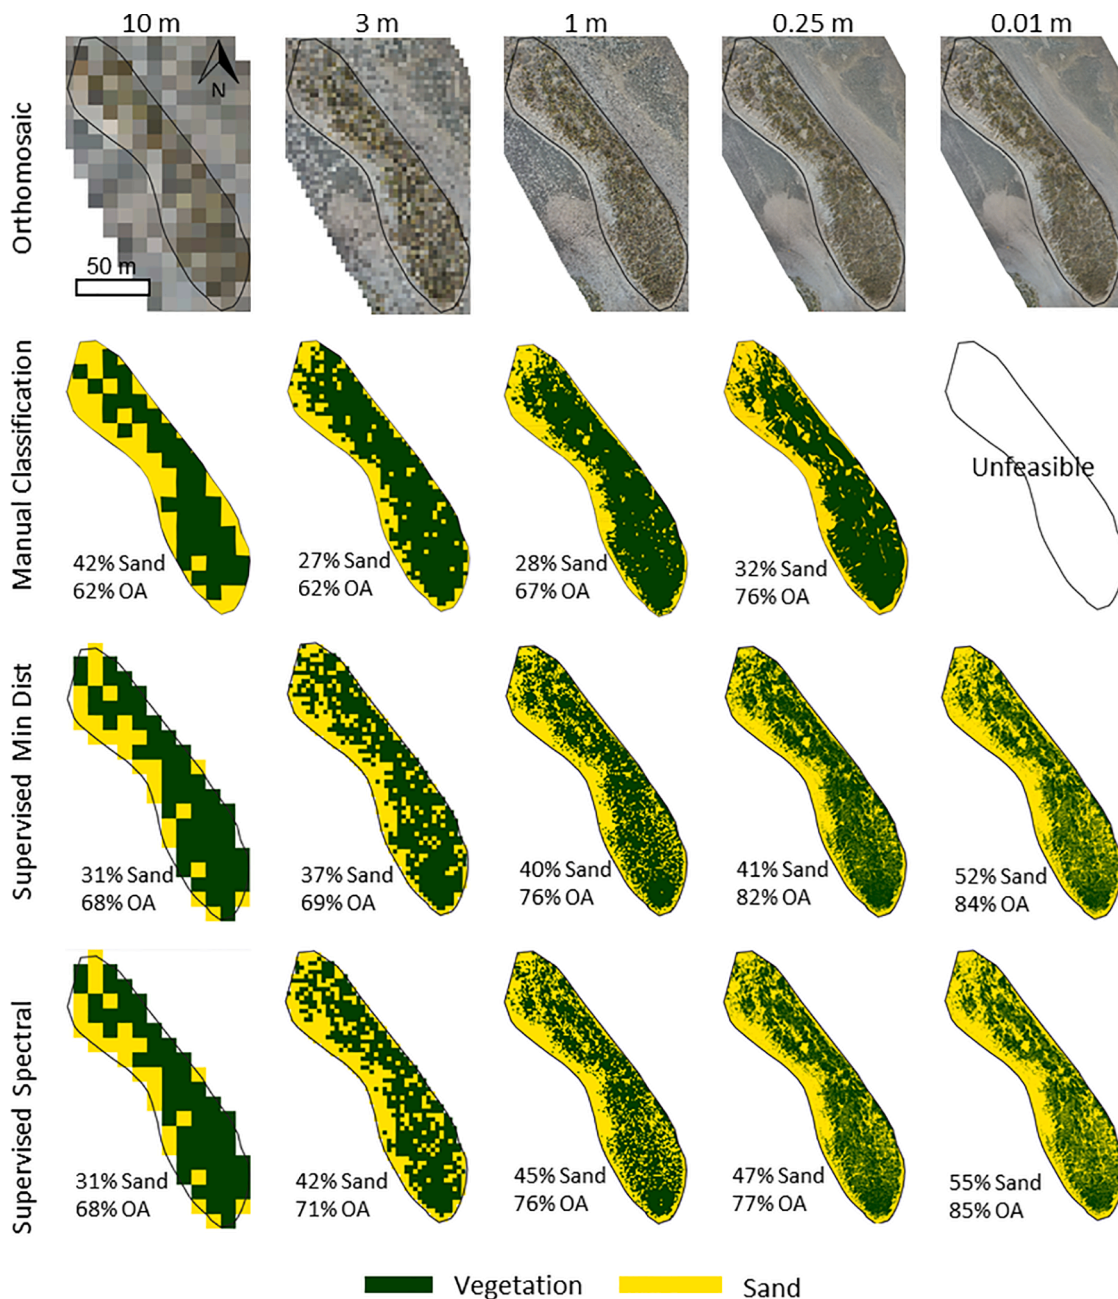 10 m 3 m 1 m 0.25 m 0.01 m
Orthomosaic
N
50 m
Manual Classification
42% Sand 27% Sand 28% Sand 32% Sand Unfeasible
62% OA 62% OA 67% OA 76% OA
Supervised Min Dist
31% Sand 37% Sand 40% Sand 41% Sand 52% Sand
68% OA 69% OA 76% OA 82% OA 84% OA
Supervised Spectral
31% Sand 42% Sand 45% Sand 47% Sand 55% Sand
68% OA 71% OA 76% OA 77% OA 85% OA
Vegetation Sand